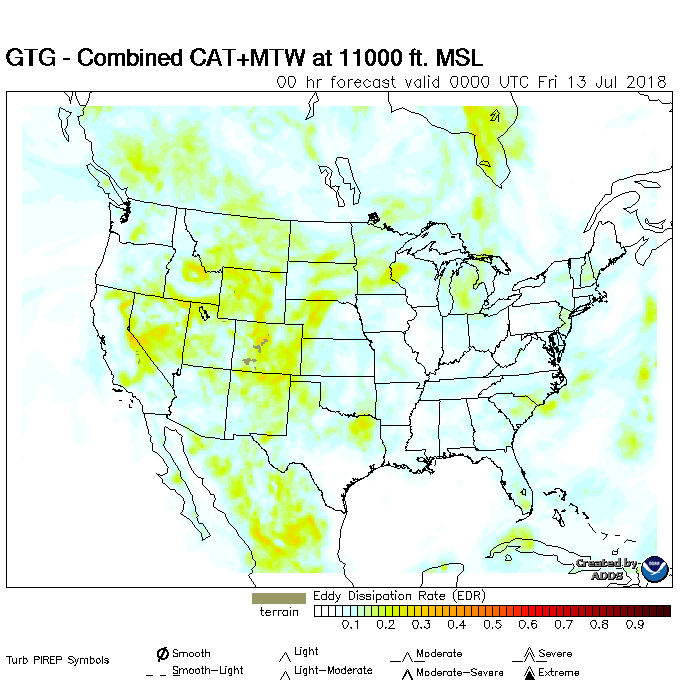 GTG - Combined CAT+MTW at 11000 ft. MSL
00 hr forecast valid 0000 UTC Fri 13 Jul 2018
Created by
ADDS
terrain
Eddy Dissipation Rate (EDR)
0.1 0.2 0.3 0.4 0.5 0.6 0.7 0.8 0.9
Turb PIREP Symbols
Smooth
Light
Moderate
Severe
Smooth-Light
Light-Moderate
Moderate-Severe
Extreme